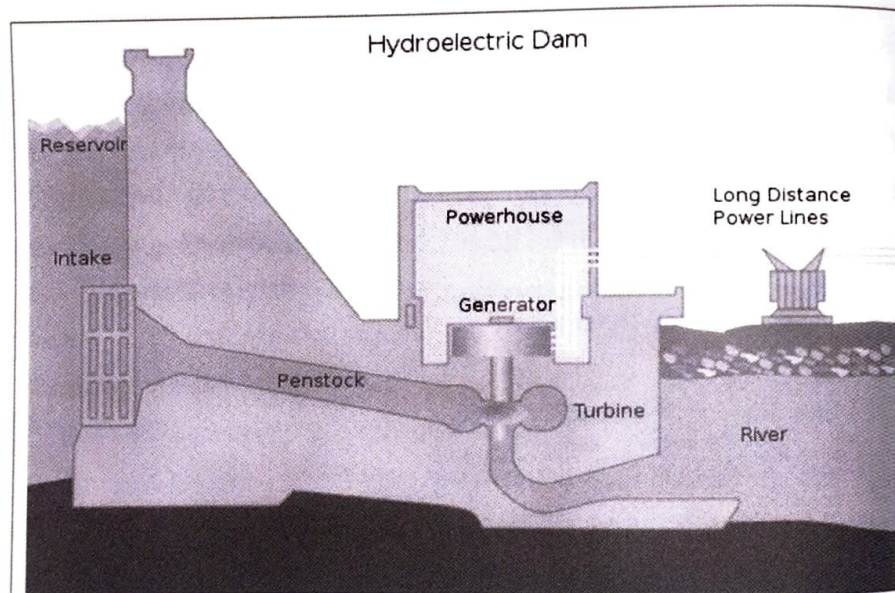 Hydroelectric Dam
Reservoir
Intake
Penstock
Powerhouse
Generator
Turbine
Long Distance
Power Lines
River